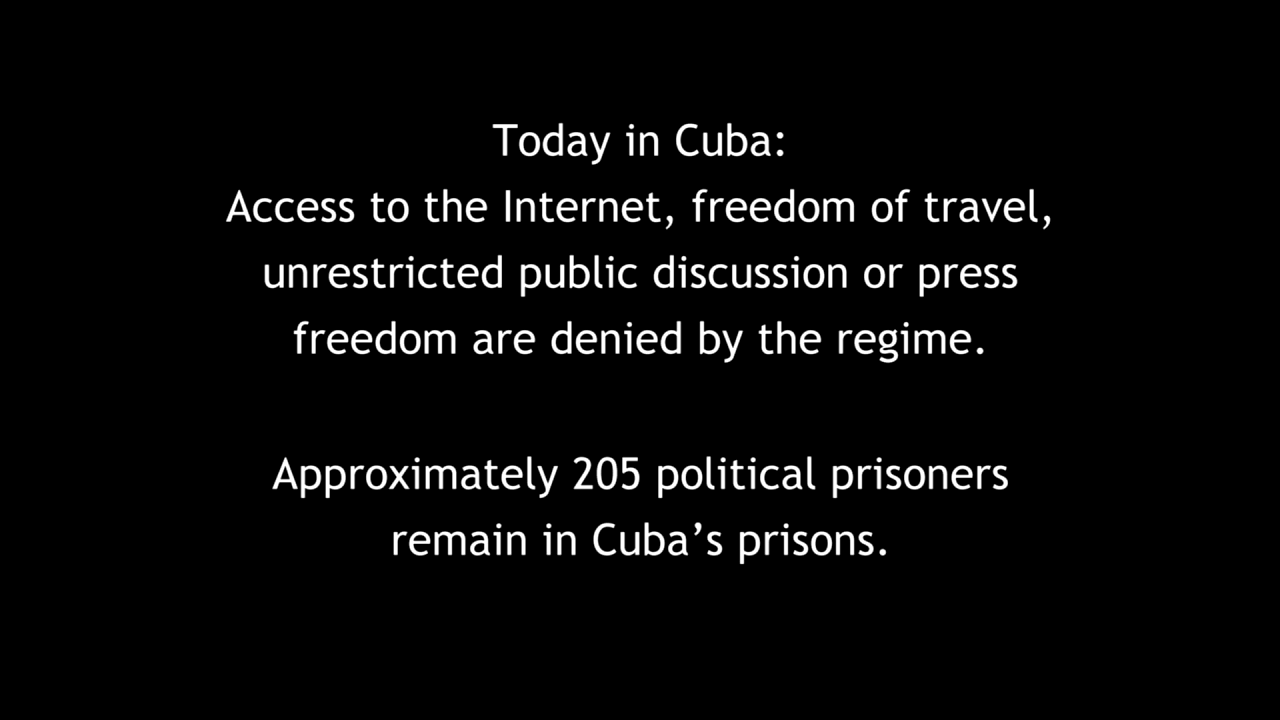 Today in Cuba:
Access to the Internet, freedom of travel,
unrestricted public discussion or press
freedom are denied by the regime.
Approximately 205 political prisoners
remain in Cuba’s prisons.